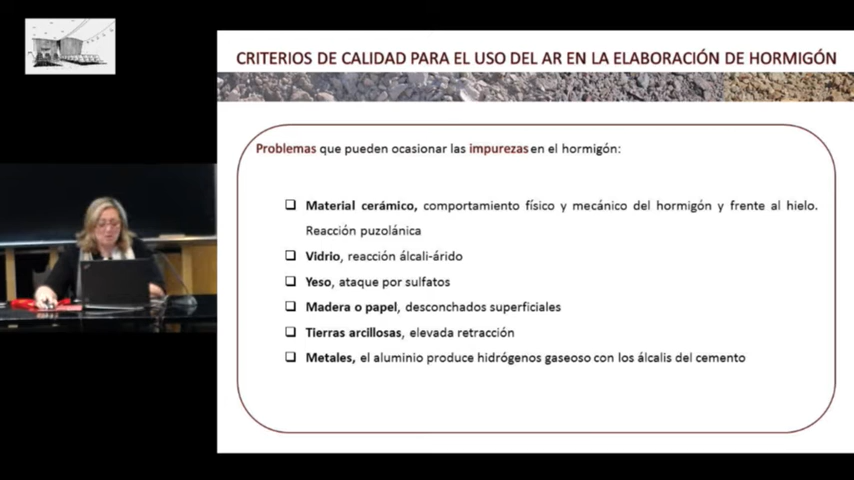 CRITERIOS DE CALIDAD PARA EL USO DEL AR EN LA ELABORACIÓN DE HORMIGÓN
Problemas que pueden ocasionar las impurezas en el hormigón:
Material cerámico, comportamiento físico y mecánico del hormigón y frente al hielo.
Reacción puzolánica
Vidrio, reacción álcali-árido
Yeso, ataque por sulfatos
Madera o papel, desconchados superficiales
Tierras arcillosas, elevada retracción
Metales, el aluminio produce hidrógenos gaseoso con los álcalis del cemento